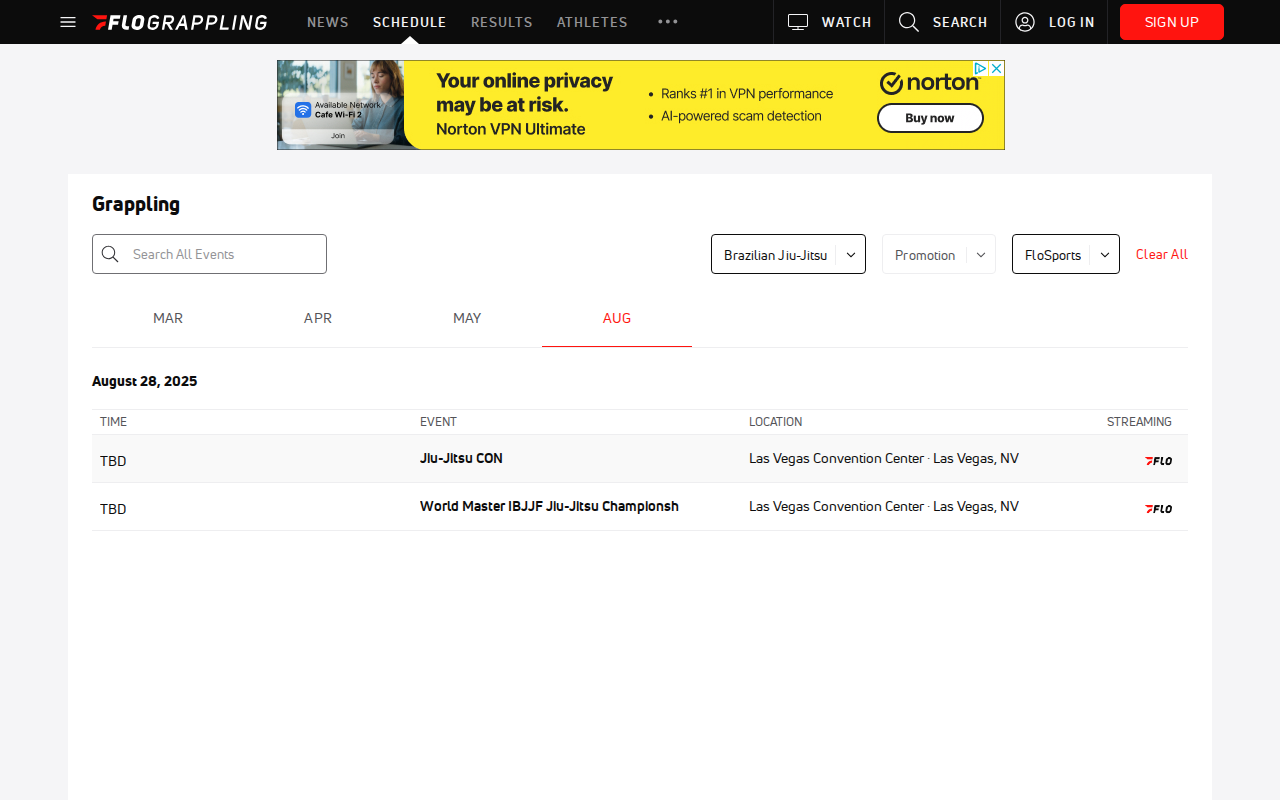 FLOGRAPPLING NEWS SCHEDULE RESULTS ATHLETES ••• WATCH SEARCH LOG IN SIGN UP
Available Network
Cafe Wi-Fi 2
Join
Your online privacy
may be at risk.
Norton VPN Ultimate
• Ranks #1 in VPN performance
• AI-powered scam detection
norton
Buy now
Grappling
Search All Events Brazilian Jiu-Jitsu Promotion FloSports Clear All
MAR APR MAY AUG
August 28, 2025
TIME EVENT LOCATION STREAMING
TBD Jiu-Jitsu CON Las Vegas Convention Center · Las Vegas, NV FLO
TBD World Master IBJJF Jiu-Jitsu Championsh Las Vegas Convention Center · Las Vegas, NV FLO